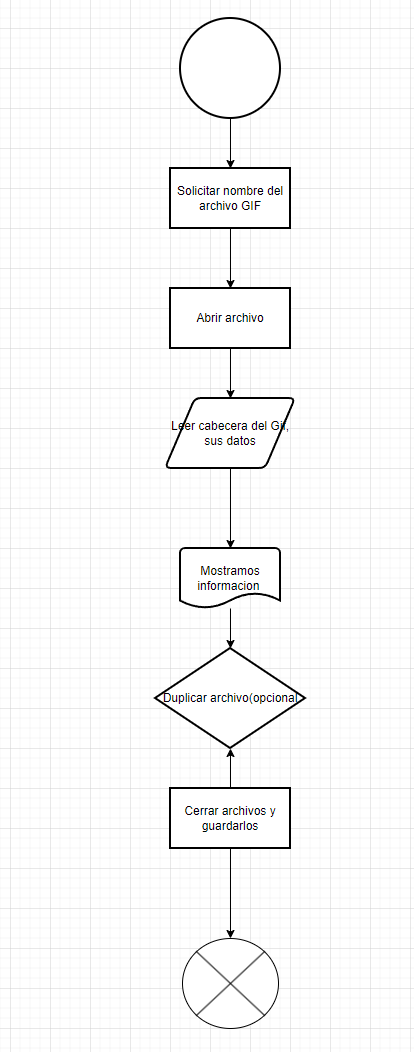 Solicitar nombre del
archivo GIF
Abrir archivo
Leer cabecera del Gif,
sus datos
Mostramos
informacion
Duplicar archivo(opcional
Cerrar archivos y
guardarlos